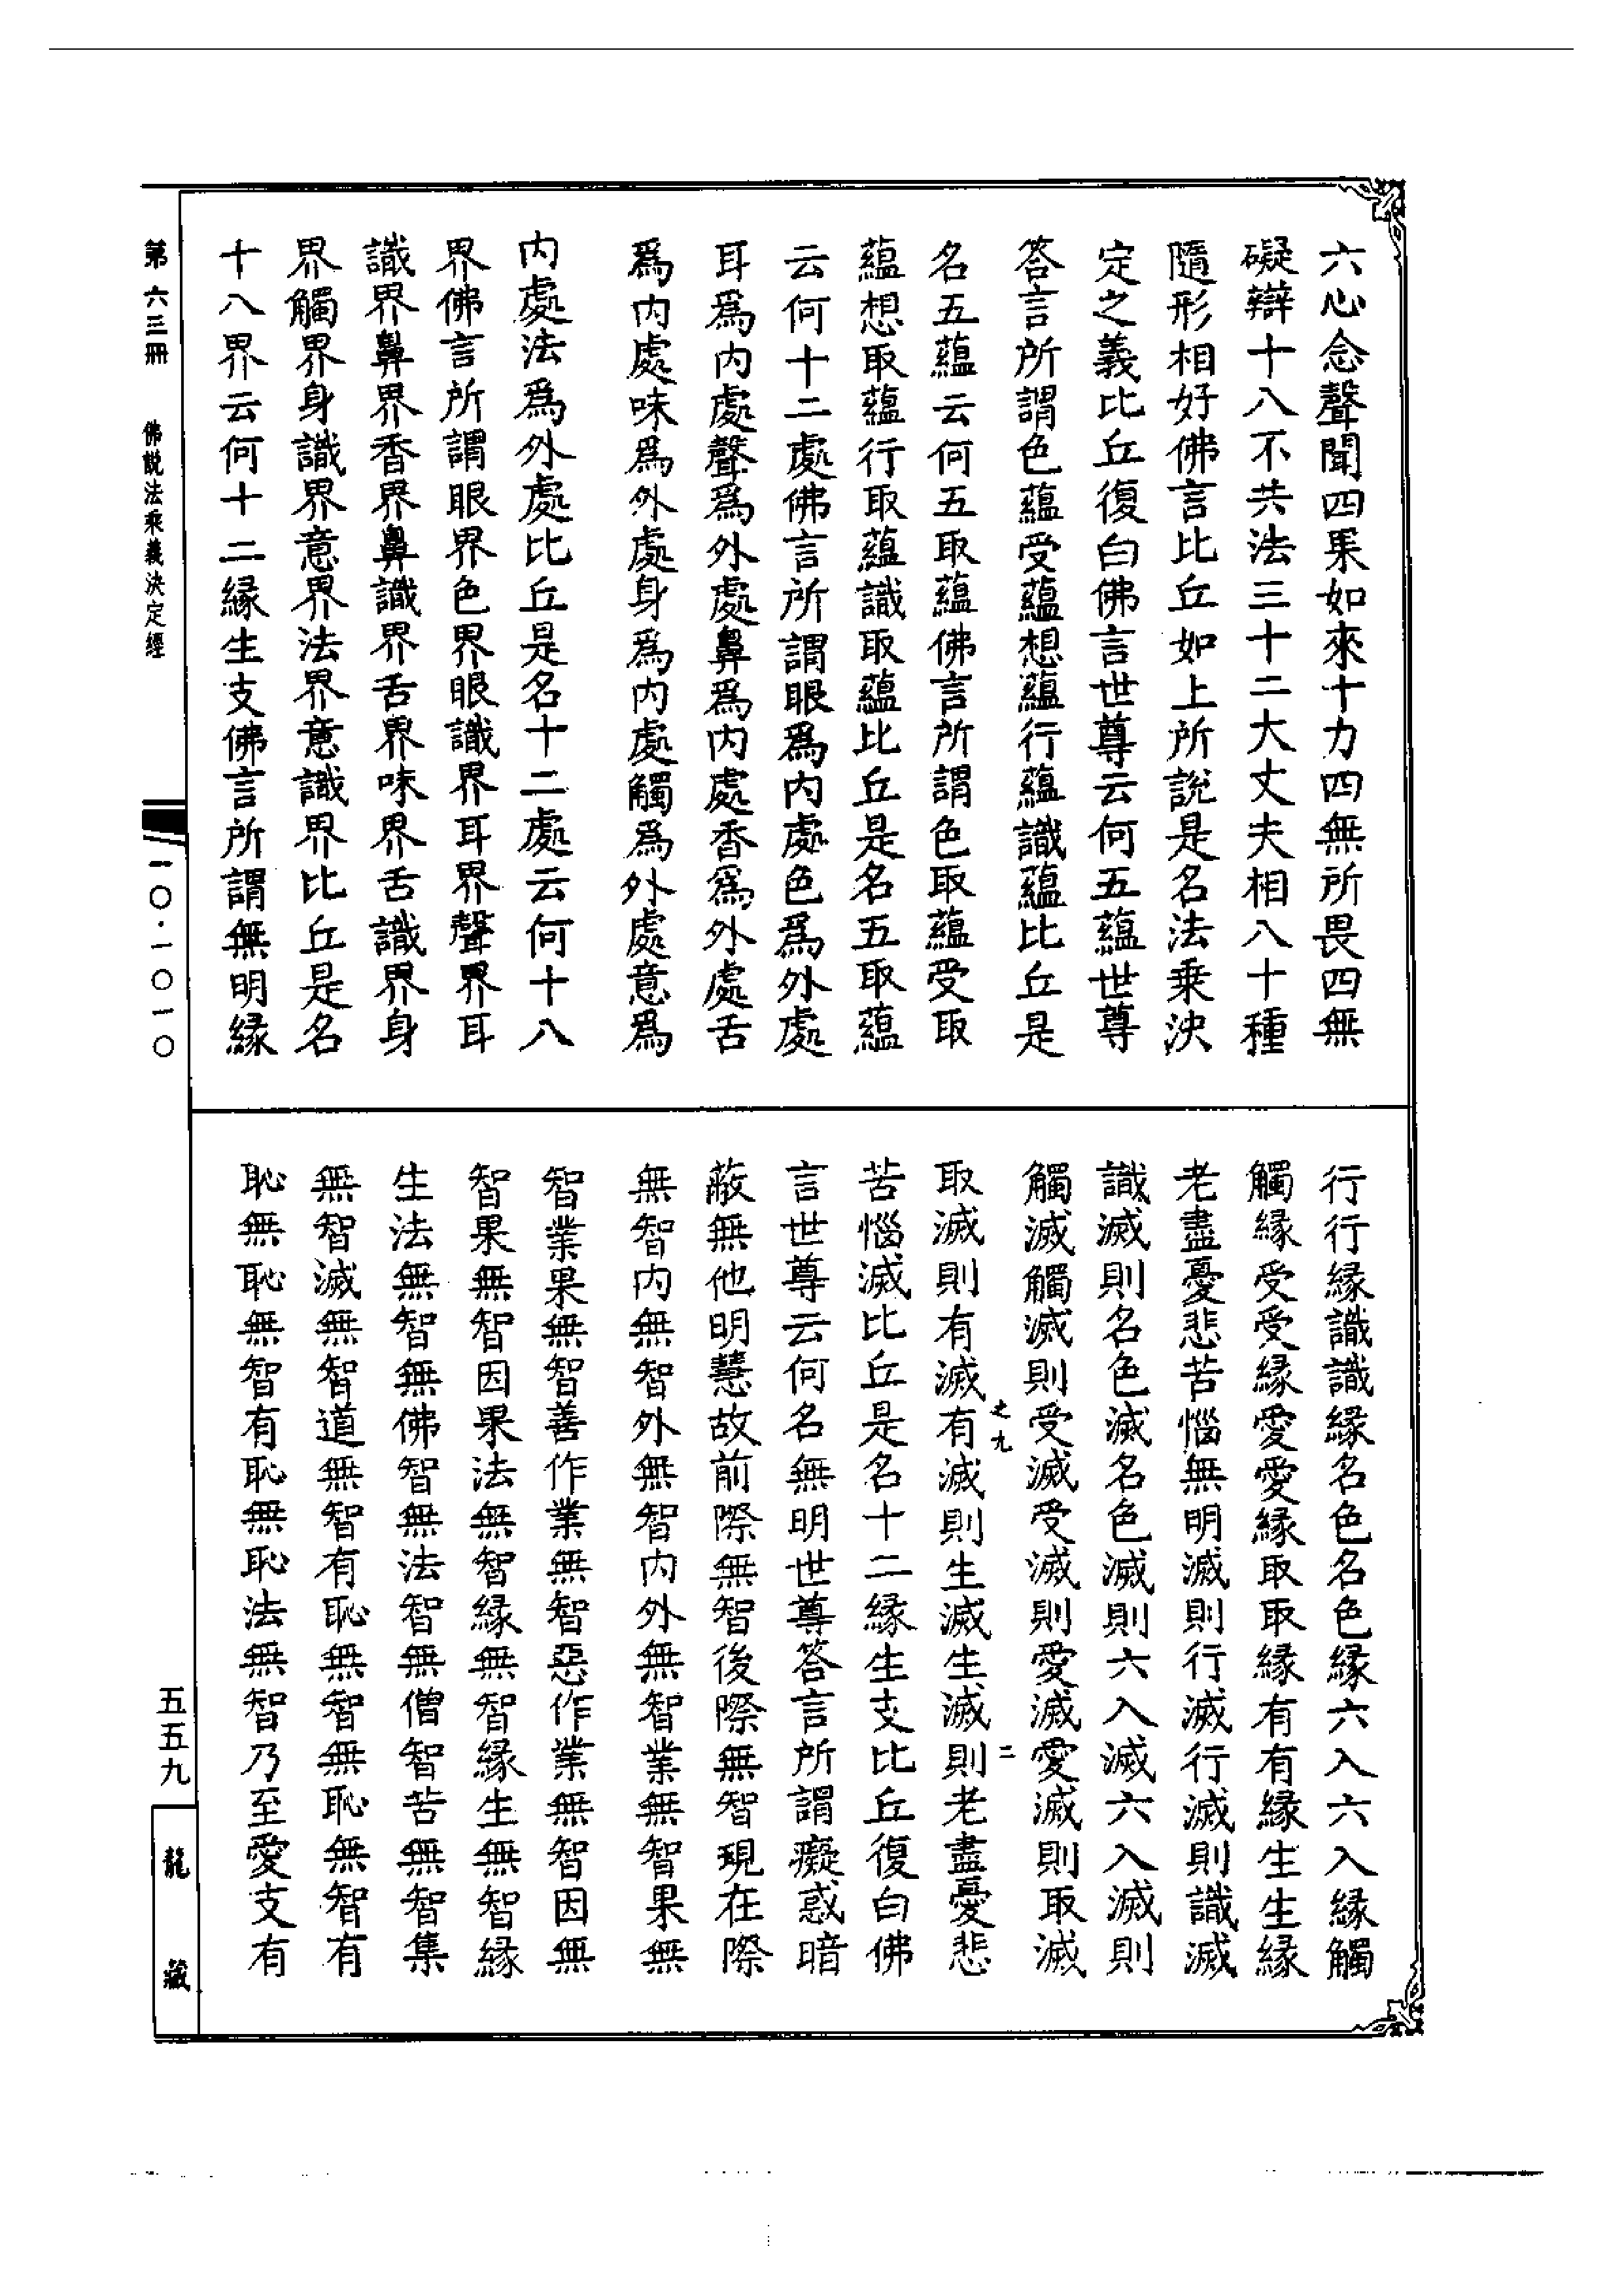 六心念聲聞四果如來十力四無所畏四無
礙辯十八不共法三十二大丈夫相八十種
隨形相好佛言比丘如上所說是名法乘決
定之義比丘復白佛言世尊云何五蘊世尊
答言所謂色蘊受蘊想蘊行蘊識蘊比丘是
名五蘊云何五取蘊佛言所謂色取蘊受取
蘊想取蘊行取蘊識取蘊比丘是名五取蘊
云何十二處佛言所謂眼為內處色為外處
耳為內處聲為外處鼻為內處香為外處舌
為內處味為外處身為內處觸為外處意為
內處法為外處比丘是名十二處云何十八
界佛言所謂眼界色界眼識界耳界聲界耳
識界鼻界香界鼻識界舌界味界舌識界身
界觸界身識界意界法界意識界比丘是名
十八界云何十二緣生支佛言所謂無明緣
行行緣識識緣名色名色緣六入六入緣觸
觸緣受受緣愛愛緣取取緣有有緣生生緣
老盡憂悲苦惱無明滅則行滅行滅則識滅
識滅則名色滅名色滅則六入滅六入滅則
觸滅觸滅則受滅受滅則愛滅愛滅則取滅
之九 二
取滅則有滅有滅則生滅生滅則老盡憂悲
苦惱滅比丘是名十二緣生支比丘復白佛
言世尊云何名無明世尊答言所謂癡惑暗
蔽無他明慧故前際無智後際無智現在際
無智內無智外無智內外無智業無智果無
智業果無智善作業無智惡作業無智因無
智果無智因果法無智緣無智緣生無智緣
生法無智無佛智無法智無僧智苦無智集
無智滅無智道無智有恥無智無恥無智有
恥無恥無智有恥無恥法無智乃至愛支有
第六三冊 佛說法乘義決定經
一〇·一〇一〇
五五九
龍藏